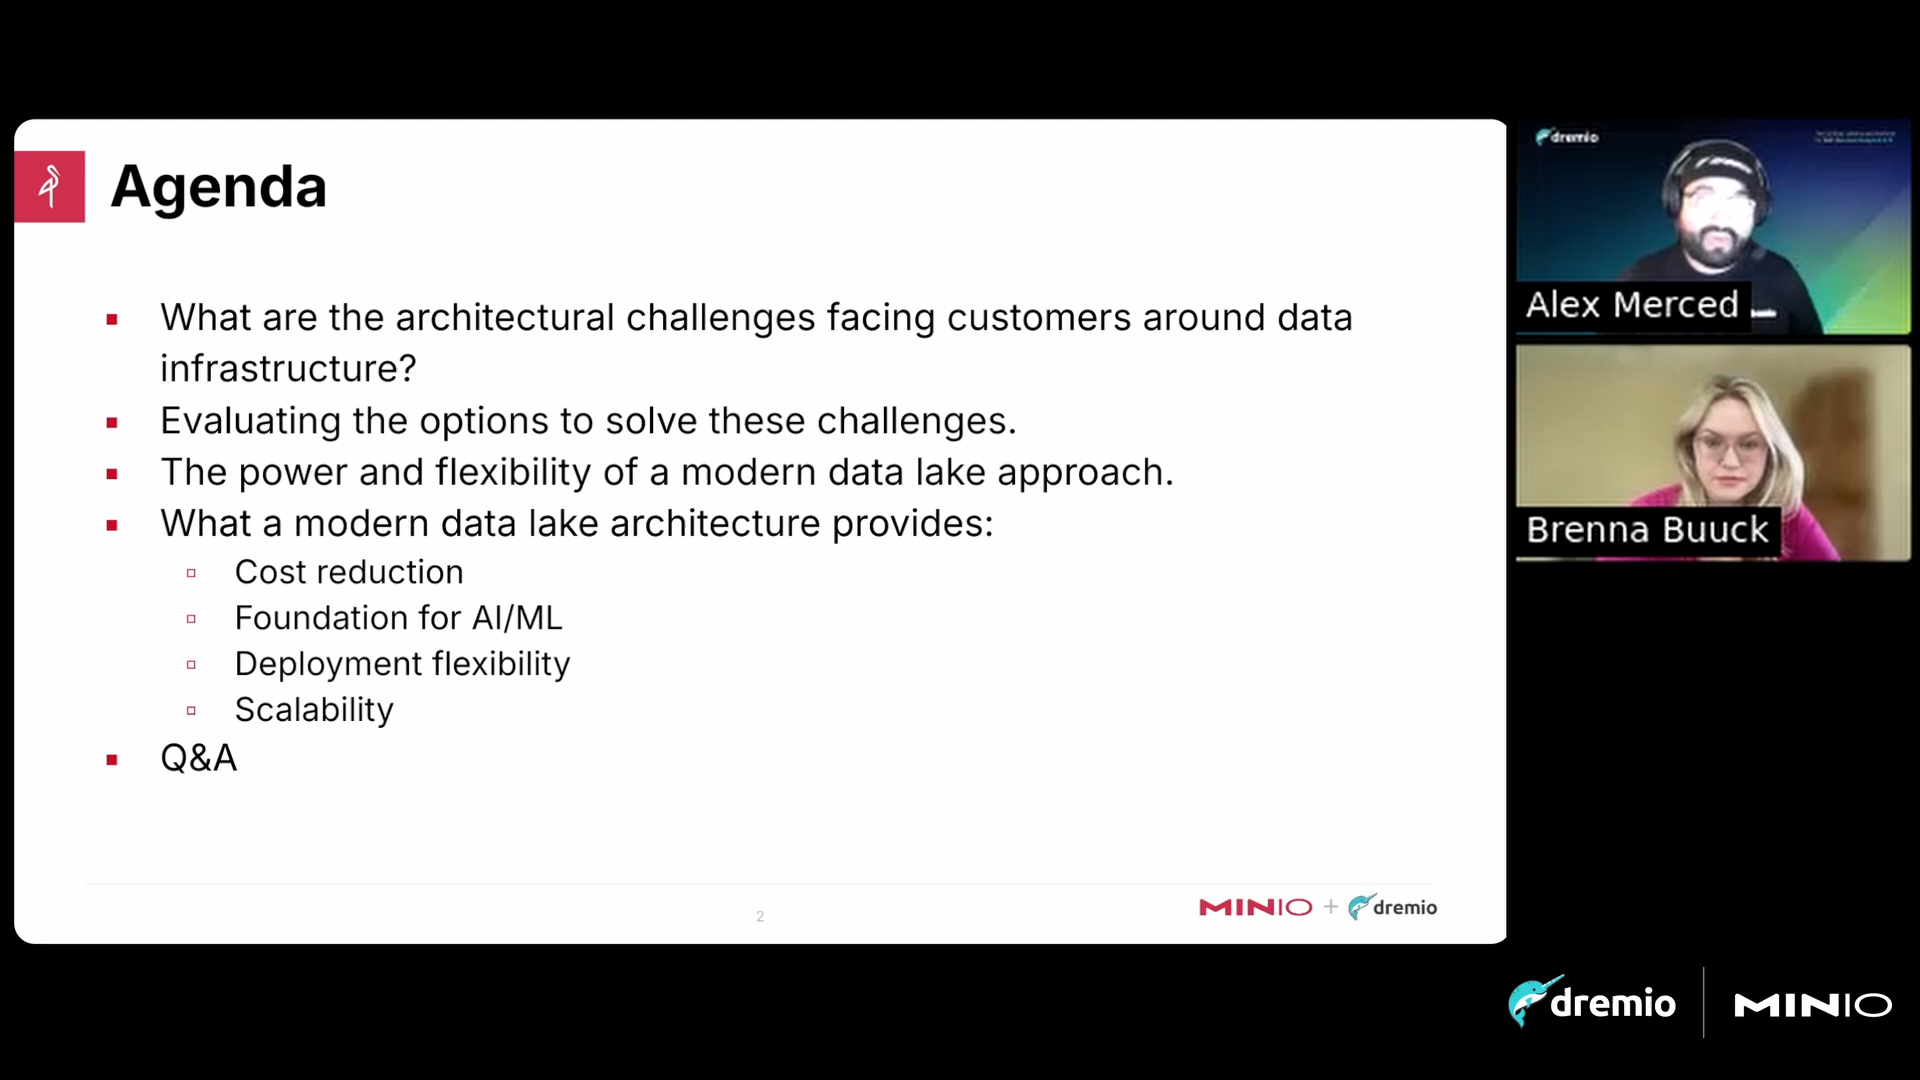 Agenda
What are the architectural challenges facing customers around data
infrastructure?
Evaluating the options to solve these challenges.
The power and flexibility of a modern data lake approach.
What a modern data lake architecture provides:
Cost reduction
Foundation for AI/ML
Deployment flexibility
Scalability
Q&A
2
MINIO + dremio
dremio
Alex Merced
Brenna Buuck
dremio | MINIO